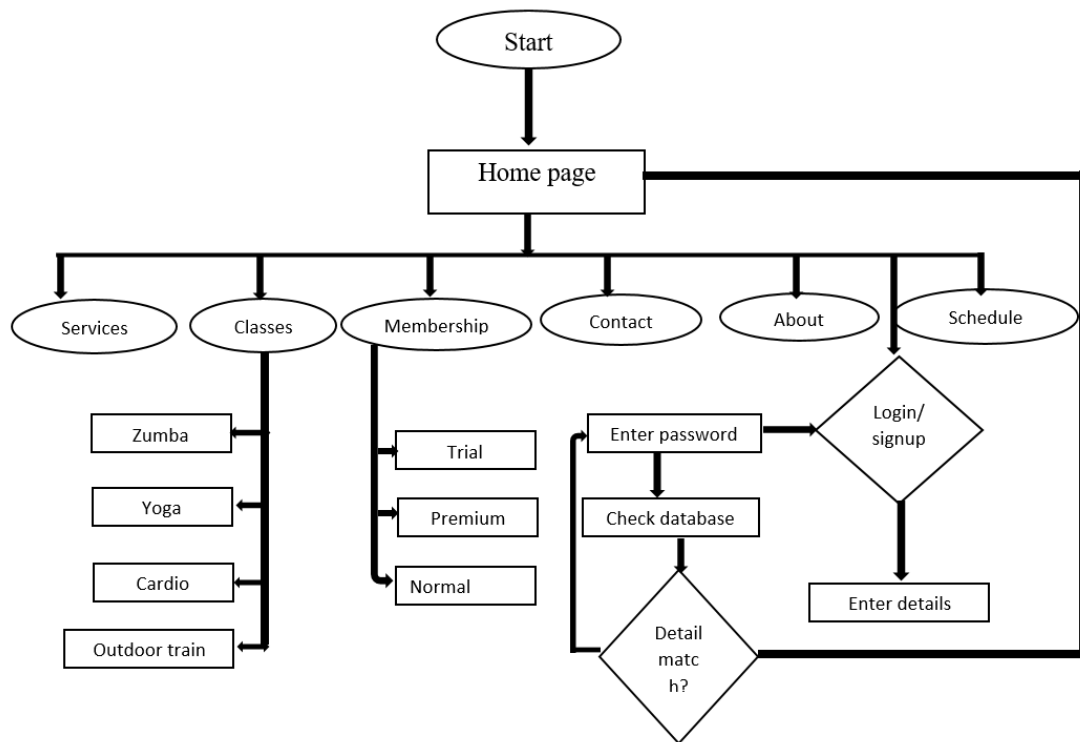 Start
Home page
Services
Classes
Membership
Contact
About
Schedule
Zumba
Yoga
Cardio
Outdoor train
Trial
Premium
Normal
Enter password
Check database
Detail
matc
h?
Login/
signup
Enter details